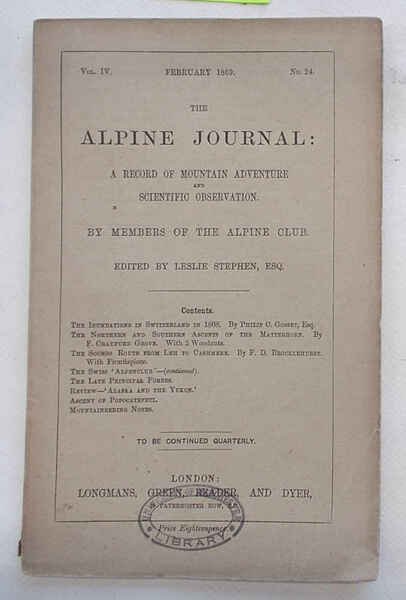 Vol. IV. FEBRUARY 1869. No. 24.
THE
ALPINE JOURNAL:
A RECORD OF MOUNTAIN ADVENTURE
AND
SCIENTIFIC OBSERVATION.
BY MEMBERS OF THE ALPINE CLUB.
EDITED BY LESLIE STEPHEN, ESQ.
Contents.
The Inundations in Switzerland in 1868. By Philip C. Gosset, Esq.
The Northern and Southern Ascents of the Matterhorn. By
F. Craufurd Grove. With 2 Woodcuts.
The Route from Leh to Cashmere. By F. D. Brocklehurst.
With Frontispiece.
The Swiss 'Alpenclub'—(continued).
The Late Principal Forbes.
Review—'Alaska and the Yukon.'
Ascent of Popocatepetl.
Mountaineering Notes.
TO BE CONTINUED QUARTERLY.
LONDON:
LONGMANS, GREEN, READER, AND DYER,
PATERNOSTER ROW.
Price Eighteenpence.
LIBRARY